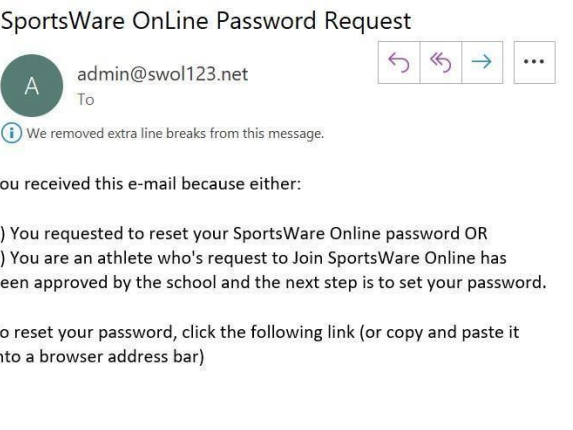 SportsWare OnLine Password Request
A
admin@swol123.net
To
We removed extra line breaks from this message.
ou received this e-mail because either:
) You requested to reset your SportsWare Online password OR
) You are an athlete who's request to Join SportsWare Online has
een approved by the school and the next step is to set your password.
o reset your password, click the following link (or copy and paste it
nto a browser address bar)